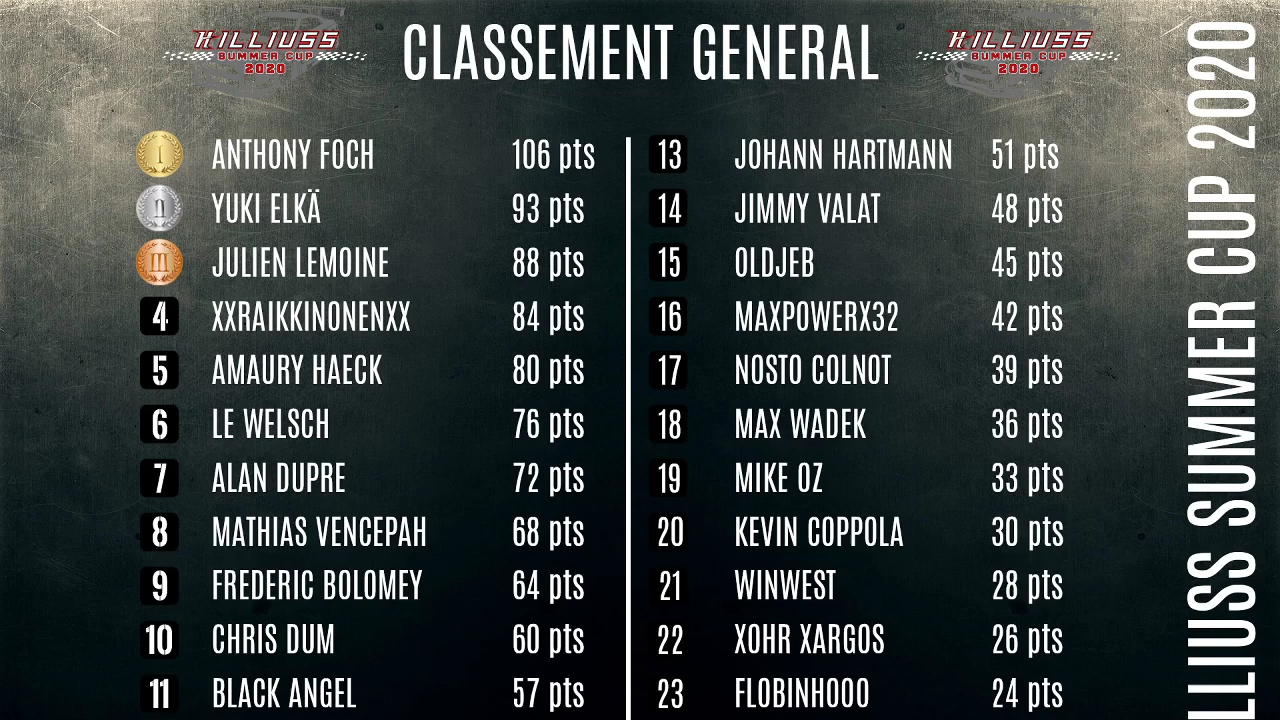 KILLIUSS
SUMMER CUP
2020
CLASSEMENT GENERAL
KILLIUSS
SUMMER CUP
2020
1 ANTHONY FOCH 106 pts
II YUKI ELKÄ 93 pts
III JULIEN LEMOINE 88 pts
4 XXRAIKKINONENXX 84 pts
5 AMAURY HAECK 80 pts
6 LE WELSCH 76 pts
7 ALAN DUPRE 72 pts
8 MATHIAS VENCEPAH 68 pts
9 FREDERIC BOLOMEY 64 pts
10 CHRIS DUM 60 pts
11 BLACK ANGEL 57 pts
13 JOHANN HARTMANN 51 pts
14 JIMMY VALAT 48 pts
15 OLDJEB 45 pts
16 MAXPOWERX32 42 pts
17 NOSTO COLNOT 39 pts
18 MAX WADEK 36 pts
19 MIKE OZ 33 pts
20 KEVIN COPPOLA 30 pts
21 WINWEST 28 pts
22 XOHR XARGOS 26 pts
23 FLOBINHOOO 24 pts
LLIUSS SUMMER CUP 2020